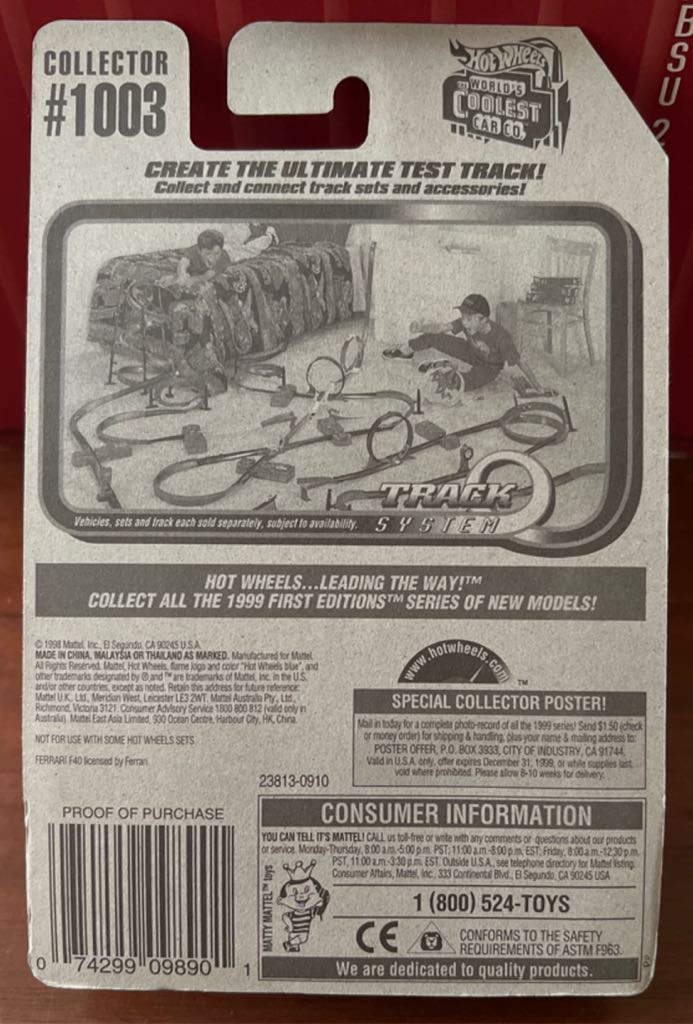 BSU 2
COLLECTOR
#1003
HOT WHEELS
WORLD'S
COOLEST
CAR CO.
CREATE THE ULTIMATE TEST TRACK!
Collect and connect track sets and accessories!
TRACK
SYSTEM
Vehicles, sets and track each sold separately, subject to availability.
HOT WHEELS...LEADING THE WAY!™
COLLECT ALL THE 1999 FIRST EDITIONS™ SERIES OF NEW MODELS!
© 1998 Mattel, Inc., El Segundo, CA 90245 U.S.A.
MADE IN CHINA, MALAYSIA OR THAILAND AS MARKED. Manufactured for Mattel.
All Rights Reserved. Mattel, Hot Wheels, flame logo and color "Hot Wheels blue", and
other trademarks designated by ® and ™ are trademarks of Mattel, Inc. in the U.S.
and/or other countries, except as noted. Retain this address for future reference:
Mattel U.K., Ltd., Meridian West, Leicester LE3 2WT. Mattel Australia Pty., Ltd.,
Richmond, Victoria 3121. Consumer Advisory Service 1800 800 812 (valid only in
Australia). Mattel East Asia Limited, 930 Ocean Centre, Harbour City, HK, China.
NOT FOR USE WITH SOME HOT WHEELS SETS.
FERRARI F40 licensed by Ferrari.
23813-0910
www.hotwheels.com
™
SPECIAL COLLECTOR POSTER!
Mail in today for a complete photo-record of all the 1999 series! Send $1.50 (check
or money order) for shipping & handling, plus your name & mailing address to:
POSTER OFFER, P.O. BOX 3933, CITY OF INDUSTRY, CA 91744.
Valid in U.S.A. only, offer expires December 31, 1999, or while supplies last,
void where prohibited. Please allow 8-10 weeks for delivery.
PROOF OF PURCHASE
0 74299 09890 1
CONSUMER INFORMATION
YOU CAN TELL IT'S MATTEL! CALL us toll-free or write with any comments or questions about our products
or service. Monday-Thursday, 8:00 a.m.-5:00 p.m. PST; 11:00 a.m.-8:00 p.m. EST; Friday, 8:00 a.m.-12:30 p.m.
PST, 11:00 a.m.-3:30 p.m. EST. Outside U.S.A., see telephone directory for Mattel listing.
Consumer Affairs, Mattel, Inc., 333 Continental Blvd., El Segundo, CA 90245 USA
MATTY MATTEL™ toys
1 (800) 524-TOYS
CE
CONFORMS TO THE SAFETY
REQUIREMENTS OF ASTM F963.
We are dedicated to quality products.